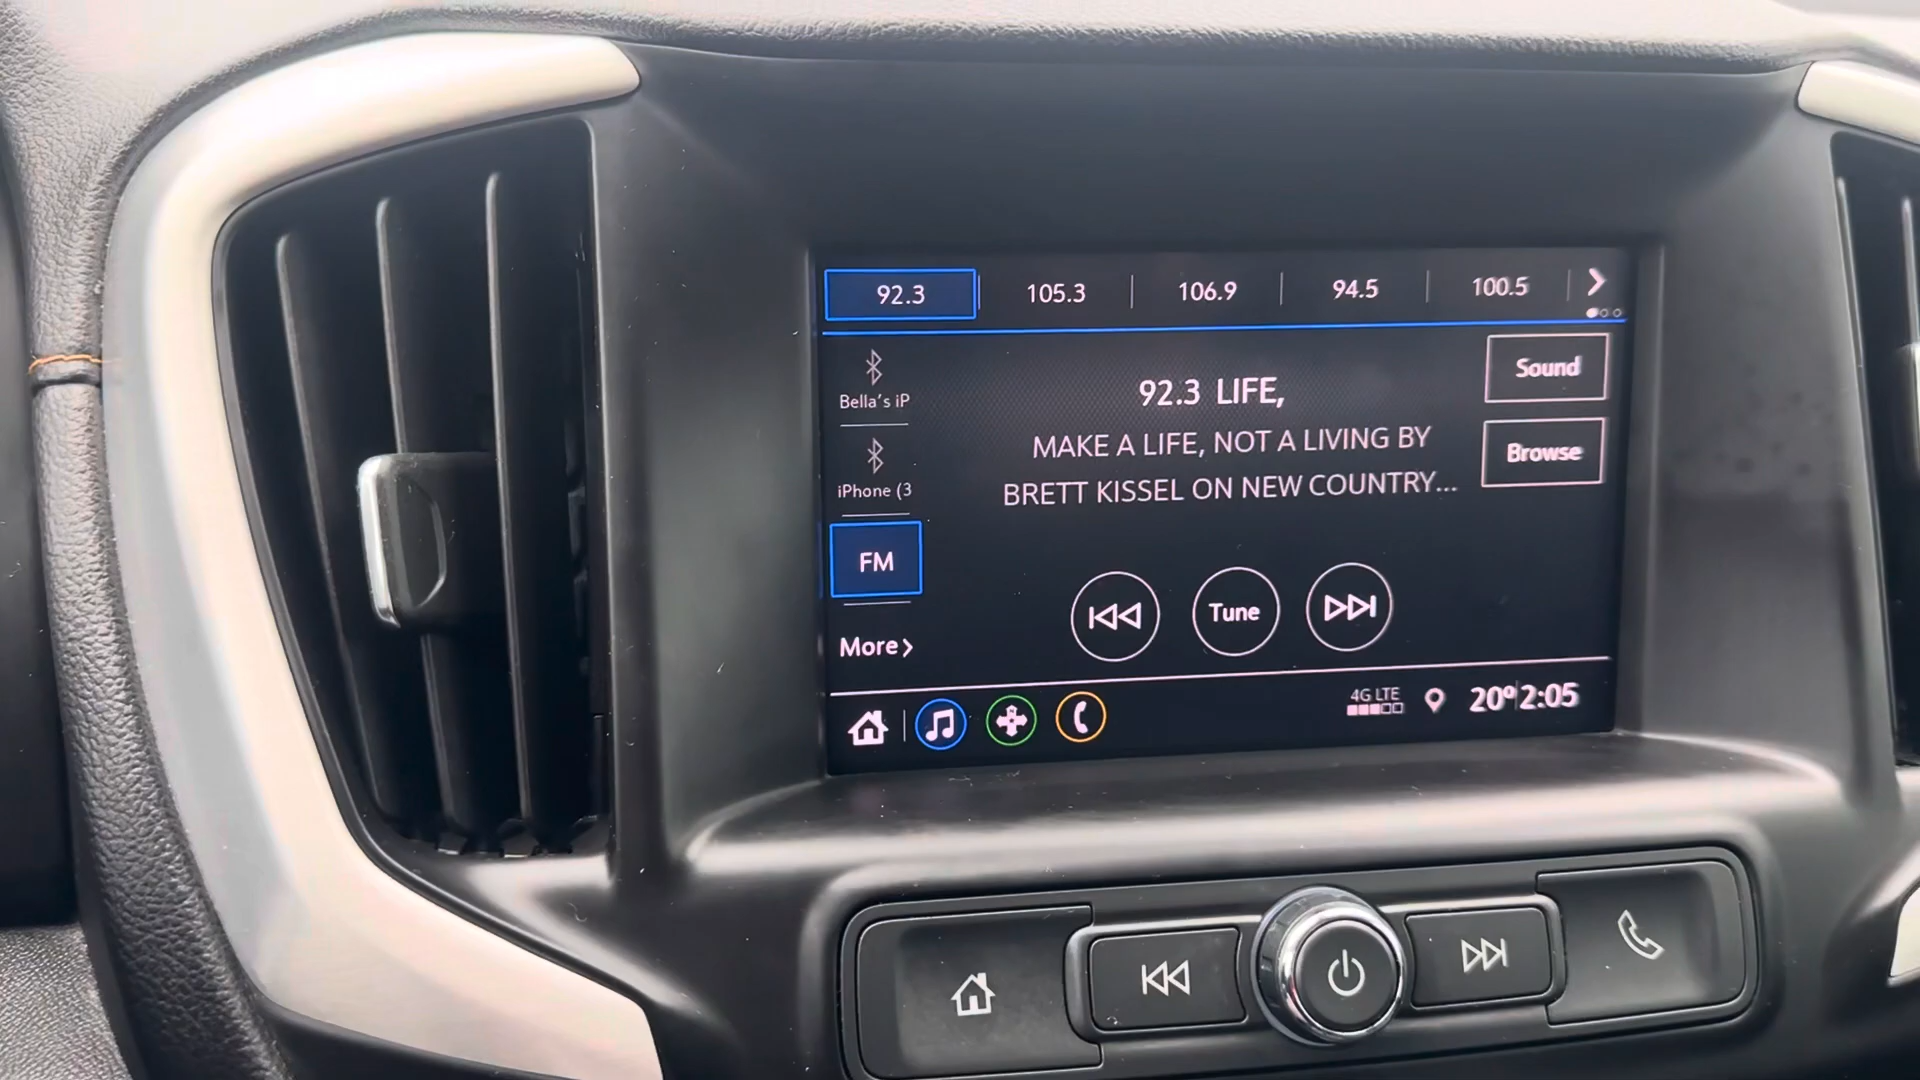 92.3 105.3 106.9 94.5 100.5
Bella's iP
iPhone (3
FM
More
92.3 LIFE,
MAKE A LIFE, NOT A LIVING BY
BRETT KISSEL ON NEW COUNTRY...
Sound
Browse
Tune
4G LTE
20° 2:05